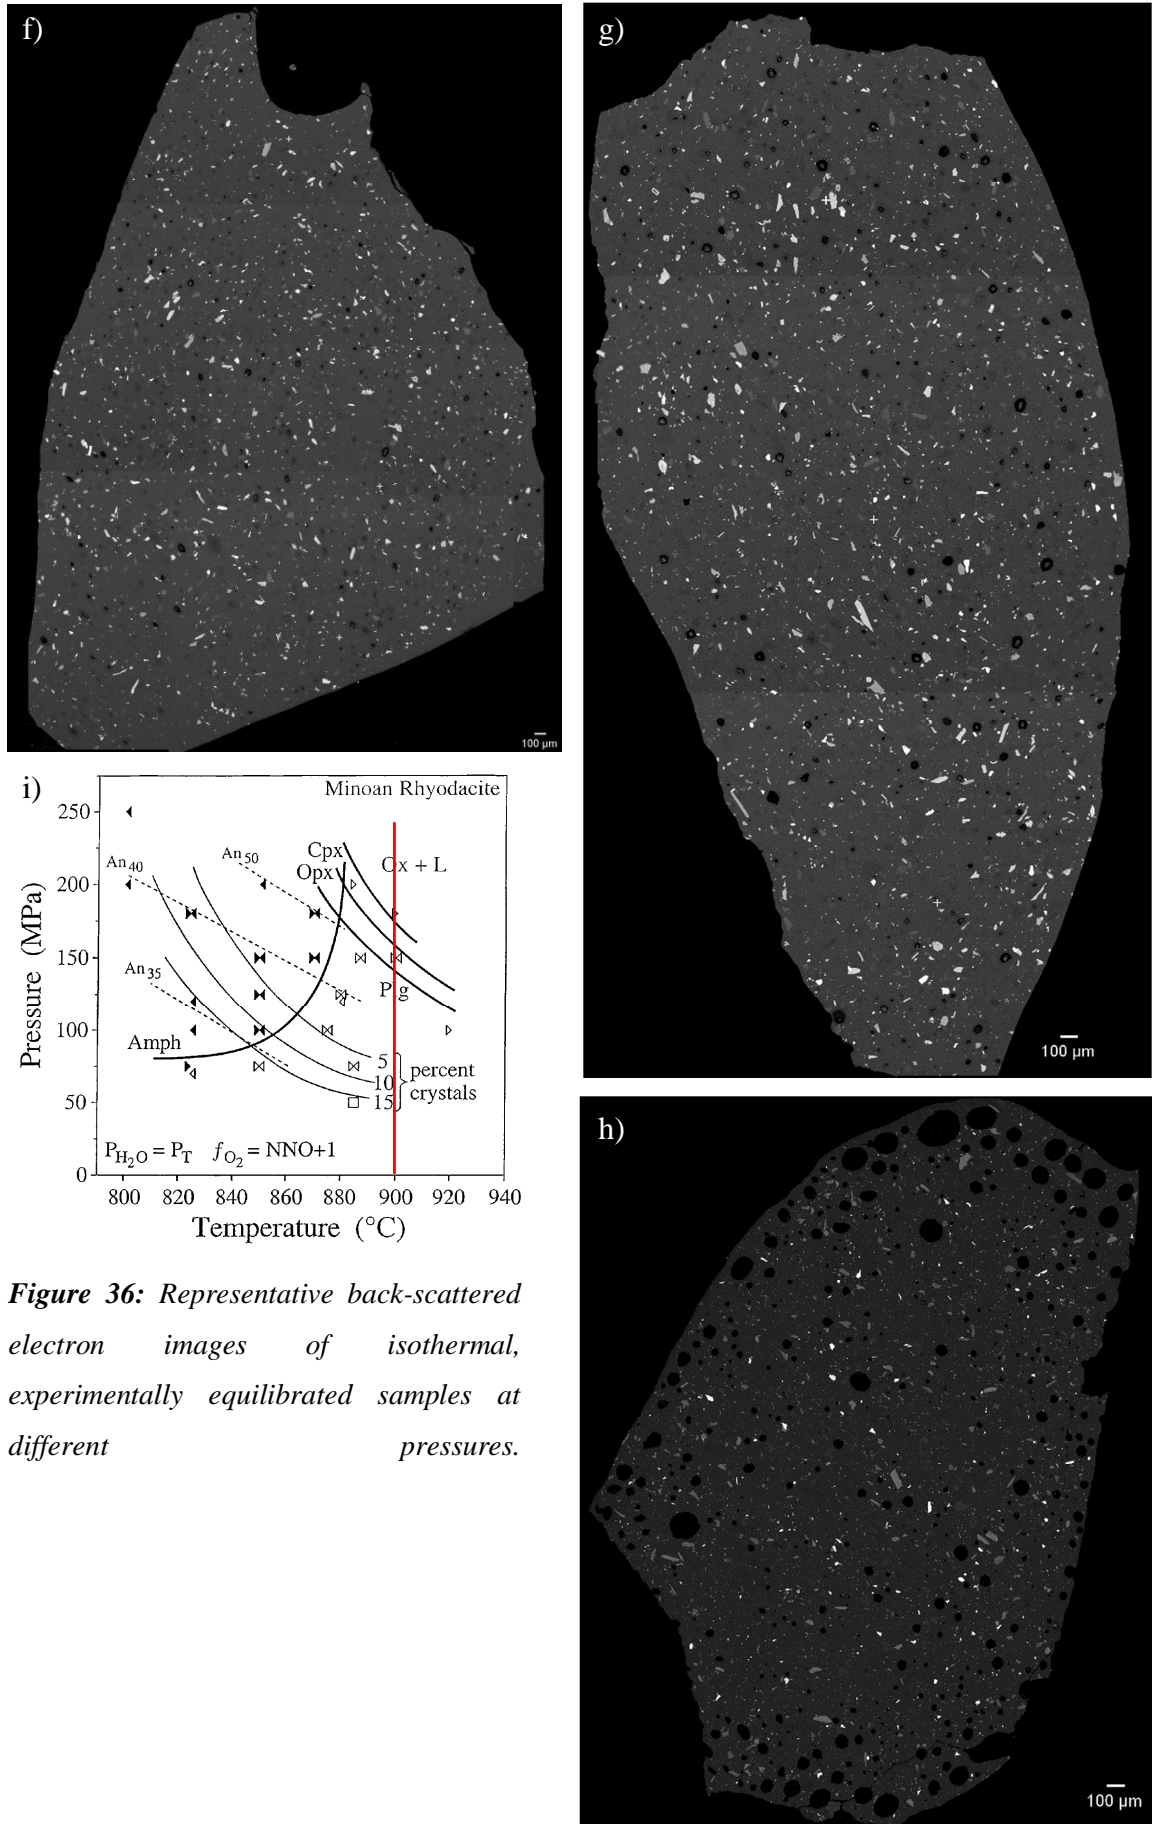 f)
g)
100 µm
i)
Minoan Rhyodacite
250
200
150
100
50
0
Pressure (MPa)
An40
An50
An35
Cpx
Opx
Ox + L
Plg
Amph
5
10
15
percent
crystals
PH2O = PT fO2 = NNO+1
800 820 840 860 880 900 920 940
Temperature (°C)
100 µm
h)
100 µm
Figure 36: Representative back-scattered
electron images of isothermal,
experimentally equilibrated samples at
different pressures.